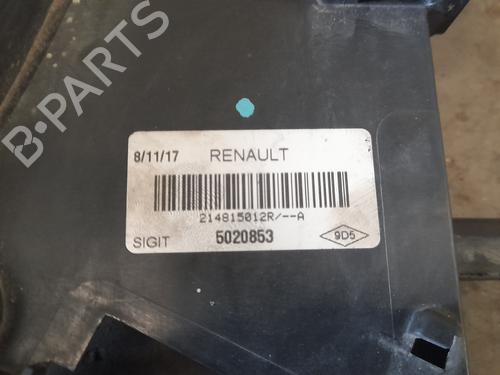 B-PARTS
8/11/17 RENAULT
214815012R/--A
SIGIT 5020853 9D5